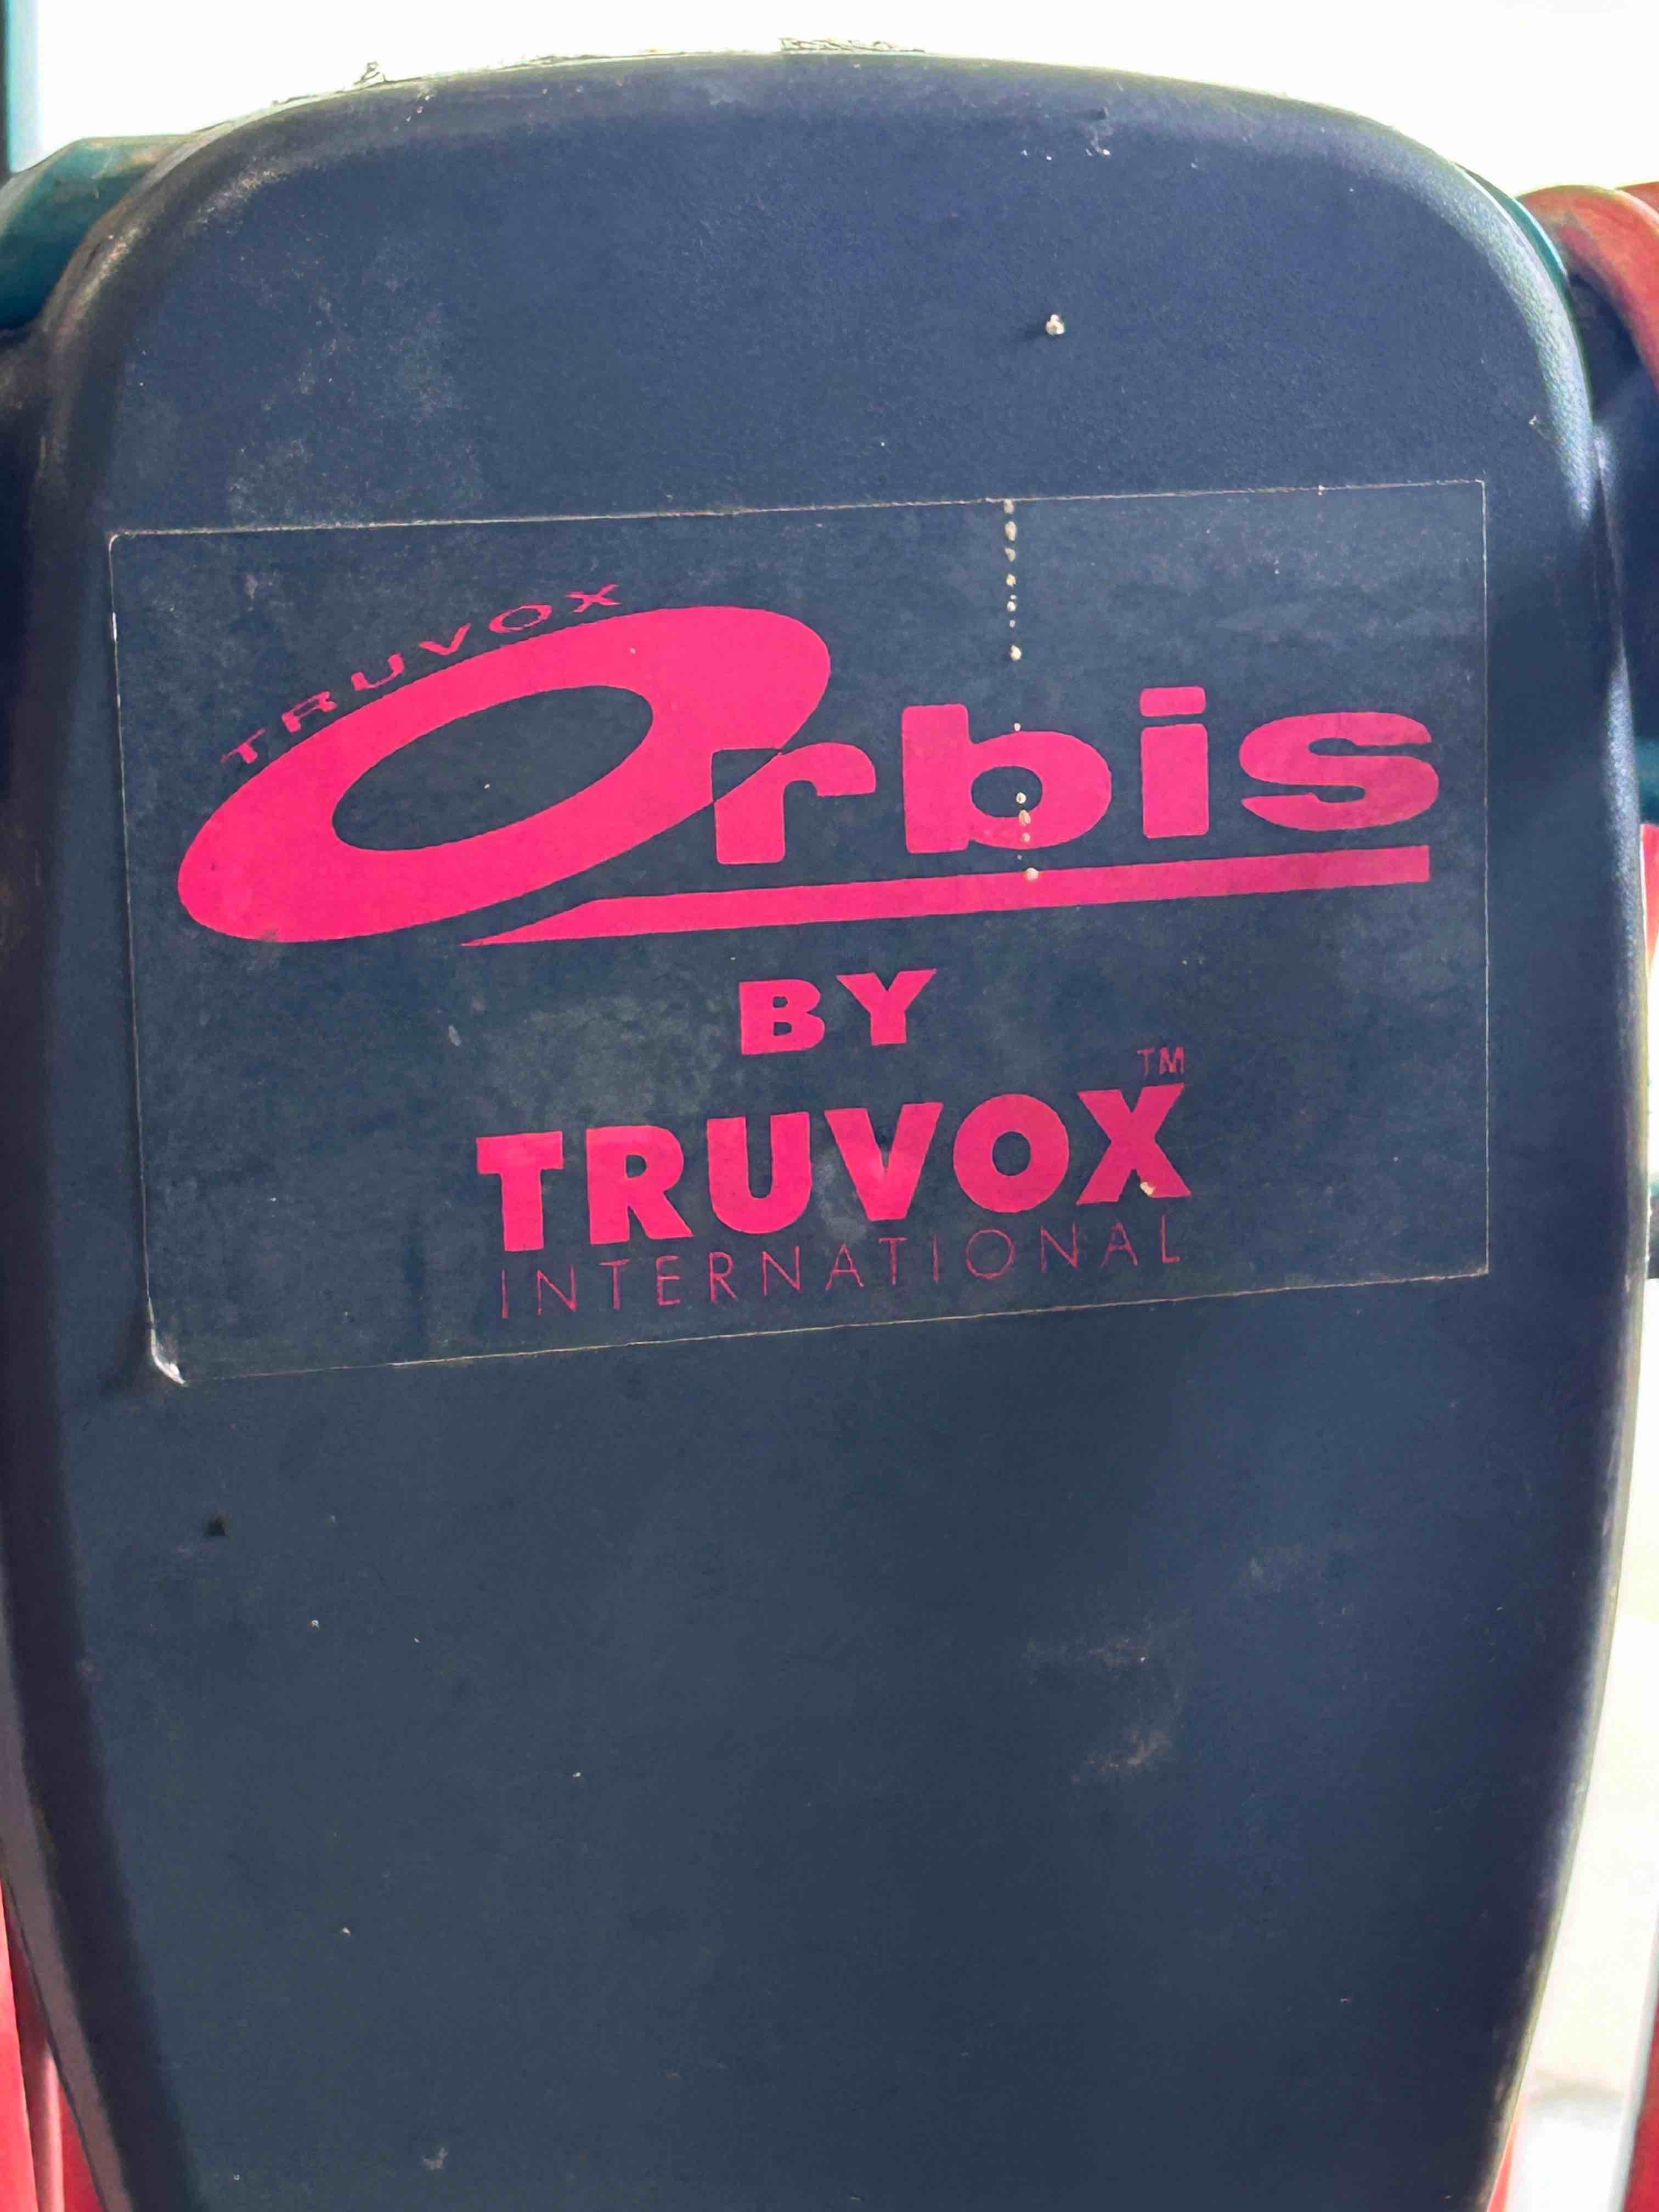 TRUVOX
Orbis
BY
TRUVOX™
INTERNATIONAL